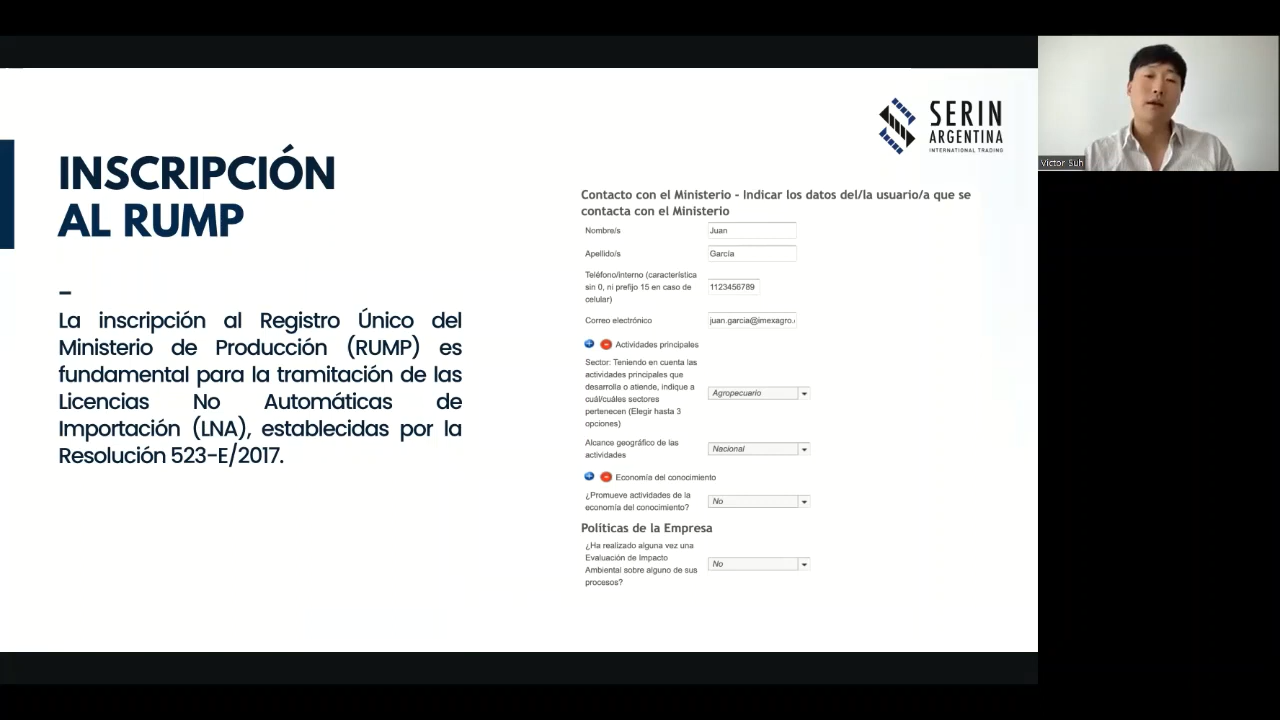 INSCRIPCIÓN
AL RUMP
–
La inscripción al Registro Único del
Ministerio de Producción (RUMP) es
fundamental para la tramitación de las
Licencias No Automáticas de
Importación (LNA), establecidas por la
Resolución 523-E/2017.
SERIN
ARGENTINA
INTERNATIONAL TRADING
Contacto con el Ministerio - Indicar los datos del/la usuario/a que se
contacta con el Ministerio
Nombre/s Juan
Apellido/s García
Teléfono/interno (característica
sin 0, ni prefijo 15 en caso de 1123456789
celular)
Correo electrónico juan.garcia@imexagro.
Actividades principales
Sector: Teniendo en cuenta las
actividades principales que
desarrolla o atiende, indique a Agropecuario
cuál/cuáles sectores
pertenecen (Elegir hasta 3
opciones)
Alcance geográfico de las Nacional
actividades
Economía del conocimiento
¿Promueve actividades de la No
economía del conocimiento?
Políticas de la Empresa
¿Ha realizado alguna vez una
Evaluación de Impacto No
Ambiental sobre alguno de sus
procesos?
Victor Suh